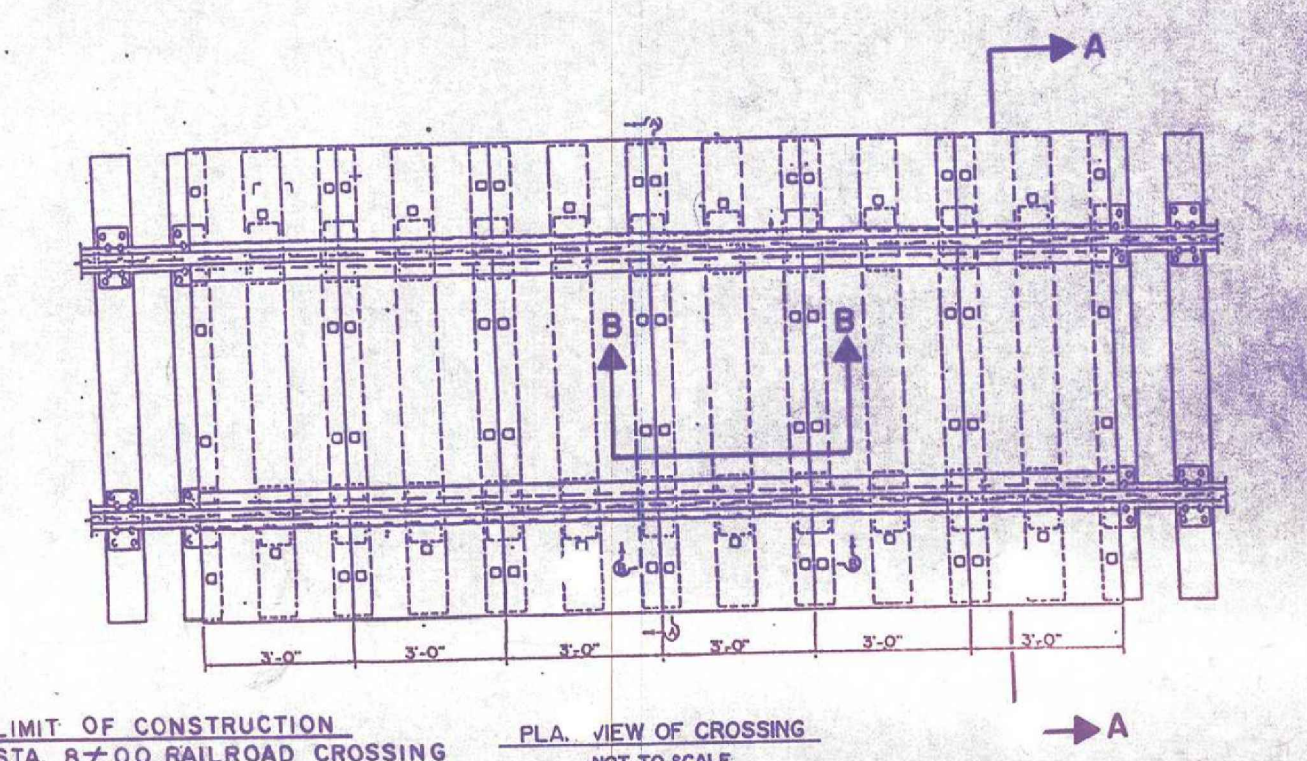 A
B B
3'-0" 3'-0" 3'-0" 3'-0" 3'-0" 3'-0"
LIMIT OF CONSTRUCTION
STA. 8+00 RAILROAD CROSSING
PLA. VIEW OF CROSSING
NOT TO SCALE
A